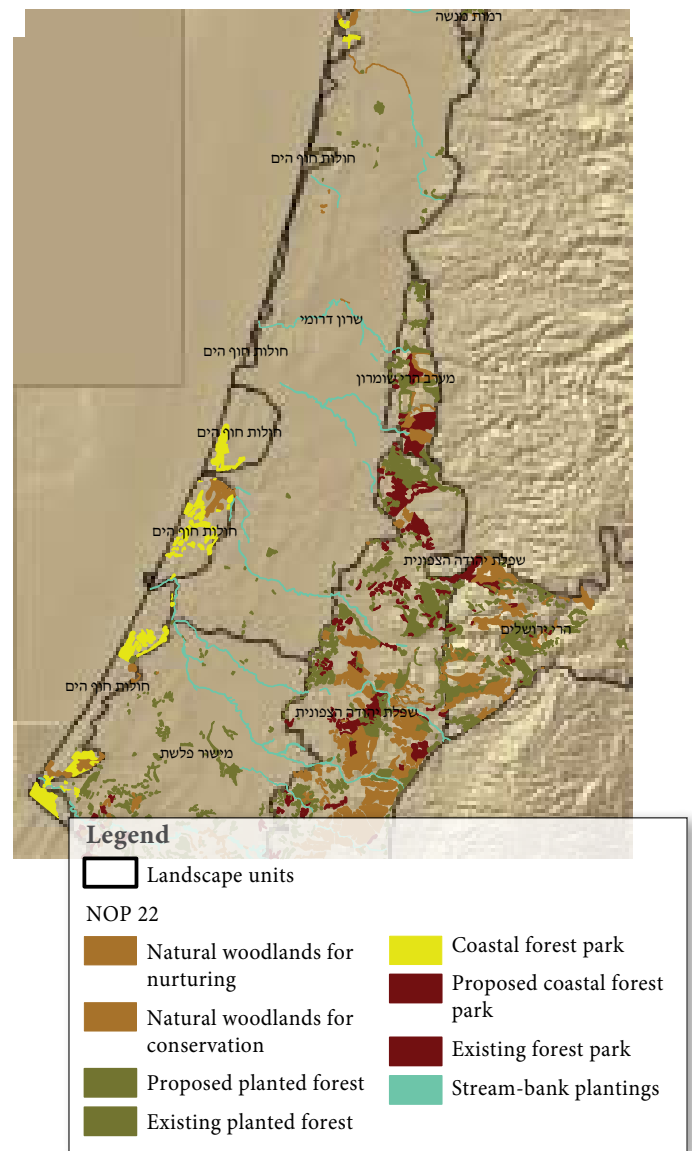 רמות מנשה
חולות חוף הים
שרון דרומי
חולות חוף הים
מערב הרי שומרון
חולות חוף הים
חולות חוף הים
שפלת יהודה הצפונית
הרי ירושלים
חולות חוף הים
שפלת יהודה הצפונית
מישור פלשת
Legend
Landscape units
NOP 22
Natural woodlands for
nurturing
Natural woodlands for
conservation
Proposed planted forest
Existing planted forest
Coastal forest park
Proposed coastal forest
park
Existing forest park
Stream-bank plantings